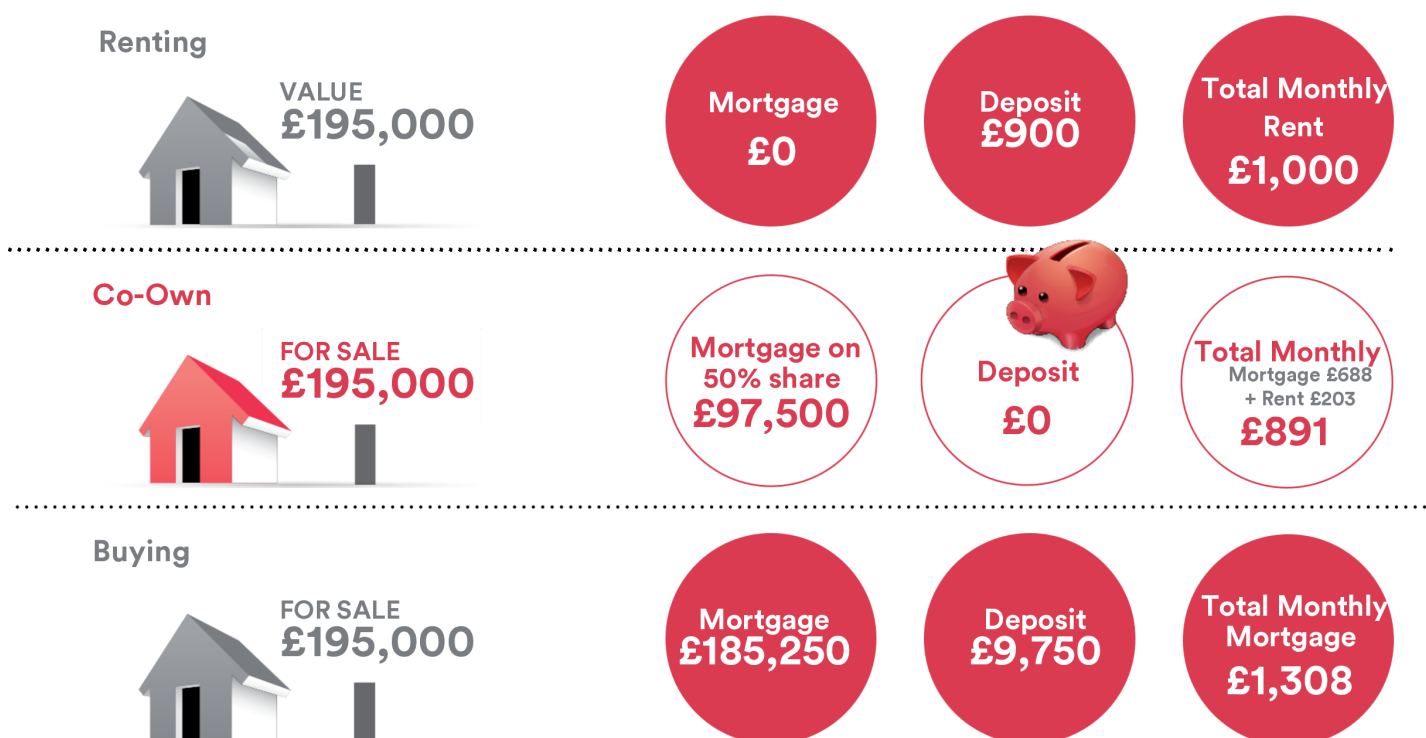 Renting
VALUE
£195,000
Mortgage
£0
Deposit
£900
Total Monthly
Rent
£1,000
Co-Own
FOR SALE
£195,000
Mortgage on
50% share
£97,500
Deposit
£0
Total Monthly
Mortgage £688
+ Rent £203
£891
Buying
FOR SALE
£195,000
Mortgage
£185,250
Deposit
£9,750
Total Monthly
Mortgage
£1,308